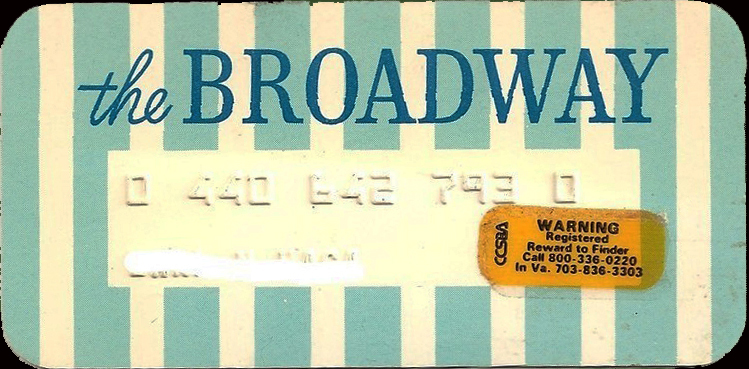 the BROADWAY
0 440 642 793 0
CCSBA
WARNING
Registered
Reward to Finder
Call 800-336-0220
In Va. 703-836-3303